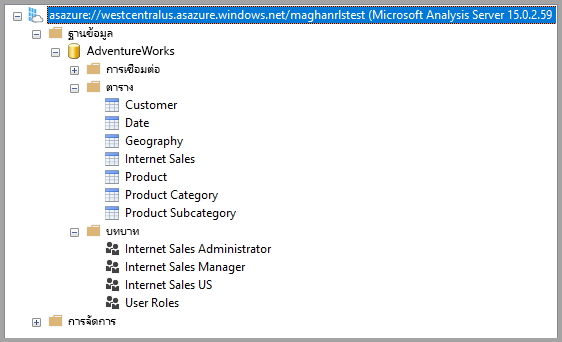 asazure://westcentralus.asazure.windows.net/maghanrlstest (Microsoft Analysis Server 15.0.2.59
ฐานข้อมูล
AdventureWorks
การเชื่อมต่อ
ตาราง
Customer
Date
Geography
Internet Sales
Product
Product Category
Product Subcategory
บทบาท
Internet Sales Administrator
Internet Sales Manager
Internet Sales US
User Roles
การจัดการ